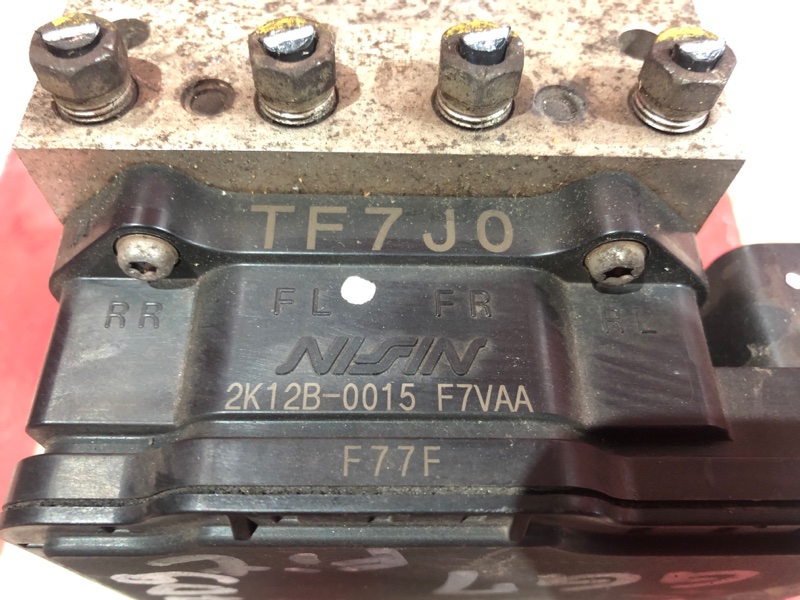 TF7J0
RR FL FR RL
NISIN
2K12B-0015 F7VAA
F77F